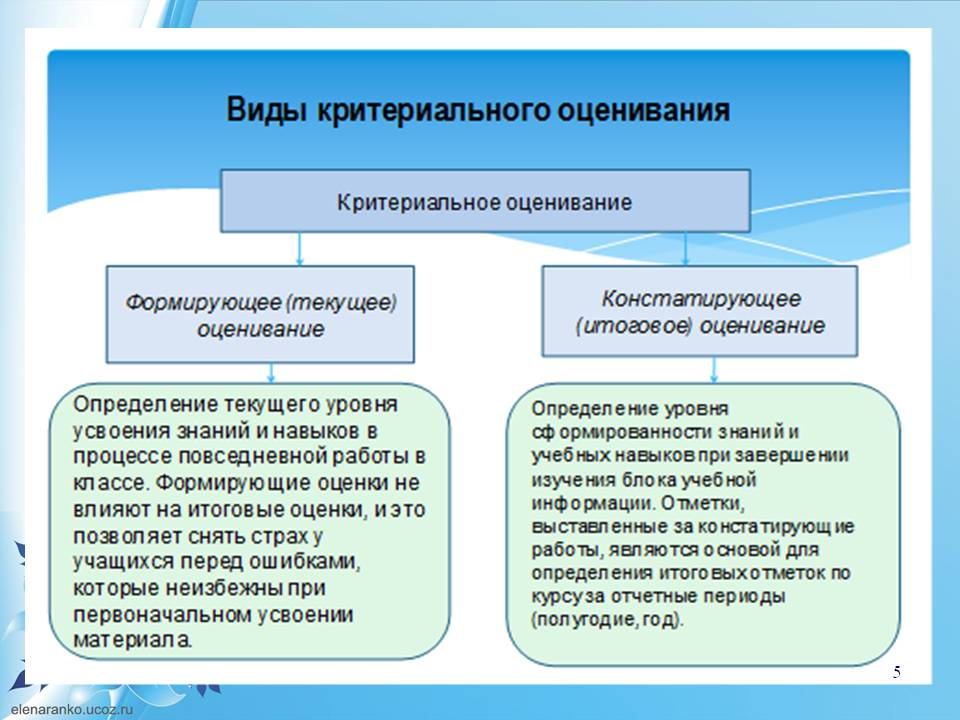 Виды критериального оценивания
Критериальное оценивание
Формирующее (текущее)
оценивание
Констатирующее
(итоговое) оценивание
Определение текущего уровня
усвоения знаний и навыков в
процессе повседневной работы в
классе. Формирующие оценки не
влияют на итоговые оценки, и это
позволяет снять страх у
учащихся перед ошибками,
которые неизбежны при
первоначальном усвоении
материала.
Определение уровня
сформированности знаний и
учебных навыков при завершении
изучения блока учебной
информации. Отметки,
выставленные за констатирующие
работы, являются основой для
определения итоговых отметок по
курсу за отчетные периоды
(полугодие, год).
5
elenaranko.ucoz.ru